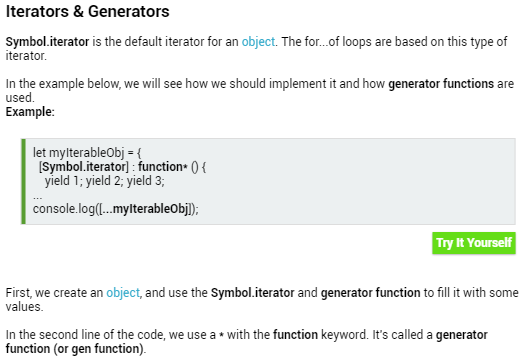 Iterators & Generators
Symbol.iterator is the default iterator for an object. The for...of loops are based on this type of
iterator.
In the example below, we will see how we should implement it and how generator functions are
used.
Example:
let myIterableObj = {
[Symbol.iterator] : function* () {
yield 1; yield 2; yield 3;
...
console.log([...myIterableObj]);
Try It Yourself
First, we create an object, and use the Symbol.iterator and generator function to fill it with some
values.
In the second line of the code, we use a * with the function keyword. It's called a generator
function (or gen function).